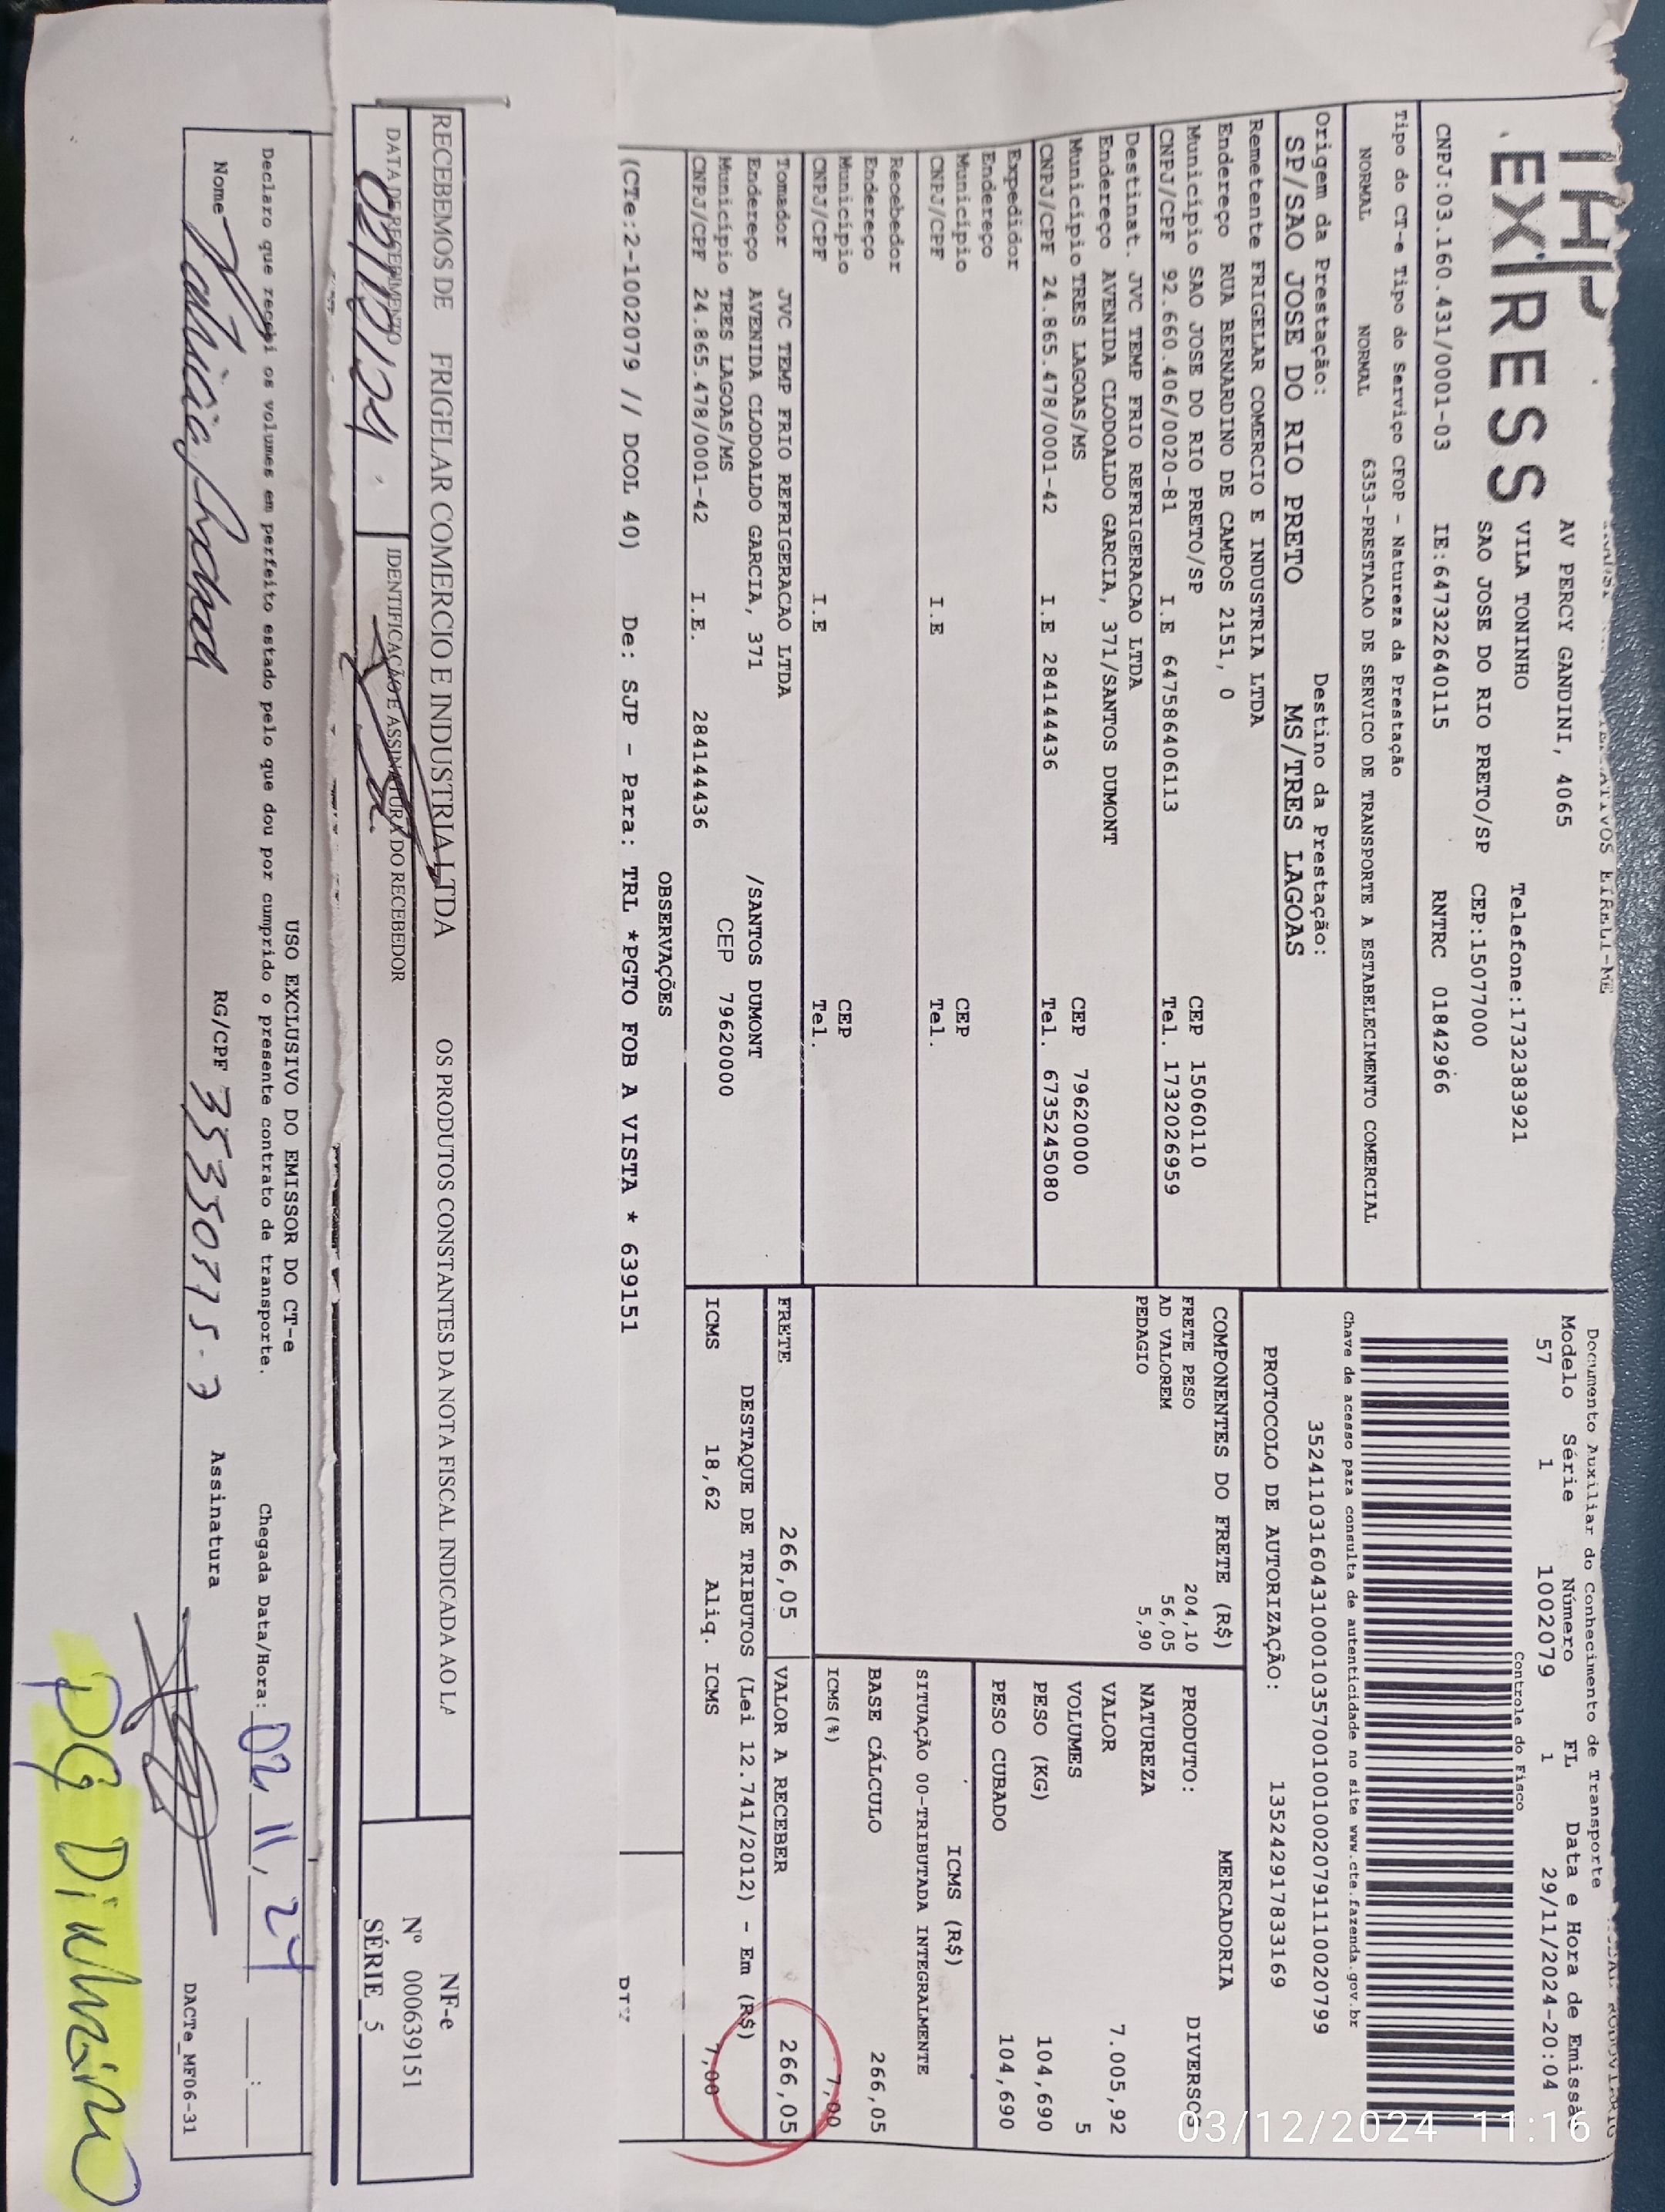 THP
EXPRESS
AV PERCY GANDINI, 4065
VILA TONINHO
Telefone:1732383921
SAO JOSE DO RIO PRETO/SP CEP:15077000
CNPJ:03.160.431/0001-03 IE:647322640115 RNTRC 01842966
Documento Auxiliar do Conhecimento de Transporte
Modelo Série Número FL Data e Hora de Emissã
57 1 1002079 1 29/11/2024-20:04
Controle do Fisco
Chave de acesso para consulta de autenticidade no site www.cte.fazenda.gov.br
35241103160431000103570010010020791110020799
PROTOCOLO DE AUTORIZAÇÃO: 135242917833169
Tipo do CT-e Tipo do Serviço CFOP - Natureza da Prestação
NORMAL NORMAL 6353-PRESTACAO DE SERVICO DE TRANSPORTE A ESTABELECIMENTO COMERCIAL
Origem da Prestação: Destino da Prestação:
SP/SAO JOSE DO RIO PRETO MS/TRES LAGOAS
Remetente FRIGELAR COMERCIO E INDUSTRIA LTDA
Endereço RUA BERNARDINO DE CAMPOS 2151, 0
Município SAO JOSE DO RIO PRETO/SP CEP 15060110
CNPJ/CPF 92.660.406/0020-81 I.E 647586406113 Tel. 1732026959
Destinat. JVC TEMP FRIO REFRIGERACAO LTDA
Endereço AVENIDA CLODOALDO GARCIA, 371/SANTOS DUMONT
Município TRES LAGOAS/MS CEP 79620000
CNPJ/CPF 24.865.478/0001-42 I.E 284144436 Tel. 67352450​80
Expedidor
Endereço
Município CEP
CNPJ/CPF I.E Tel.
Recebedor
Endereço
Município CEP
CNPJ/CPF I.E Tel.
Tomador JVC TEMP FRIO REFRIGERACAO LTDA
Endereço AVENIDA CLODOALDO GARCIA, 371 /SANTOS DUMONT
Município TRES LAGOAS/MS CEP 79620000
CNPJ/CPF 24.865.478/0001-42 I.E. 284144436
COMPONENTES DO FRETE (R$)
FRETE PESO 204,10
AD VALOREM 56,05
PEDAGIO 5,90
MERCADORIA
PRODUTO: DIVERSOS
NATUREZA
VALOR 7.005,92
VOLUMES 5
PESO (KG) 104,690
PESO CUBADO 104,690
ICMS (R$)
SITUAÇÃO 00-TRIBUTADA INTEGRALMENTE
BASE CÁLCULO 266,05
ICMS(%) 7,00
FRETE 266,05 VALOR A RECEBER 266,05
DESTAQUE DE TRIBUTOS (Lei 12.741/2012) - Em (R$)
ICMS 18,62 Aliq. ICMS 7,00
OBSERVAÇÕES
(CTe:2-1002079 // DCOL 40) De: SJP - Para: TRL *PGTO FOB A VISTA * 639151
RECEBEMOS DE FRIGELAR COMERCIO E INDUSTRIA LTDA OS PRODUTOS CONSTANTES DA NOTA FISCAL INDICADA AO LA
DATA DE RECEBIMENTO IDENTIFICAÇÃO E ASSINATURA DO RECEBEDOR
NF-e
Nº 000639151
SÉRIE 5
USO EXCLUSIVO DO EMISSOR DO CT-e
Declaro que recebi os volumes em perfeito estado pelo que dou por cumprido o presente contrato de transporte. Chegada Data/Hora: 02, 11, 24 :
Nome RG/CPF Assinatura
DACTe_MF06-31
PG Dinheiro
03/12/2024 11:16